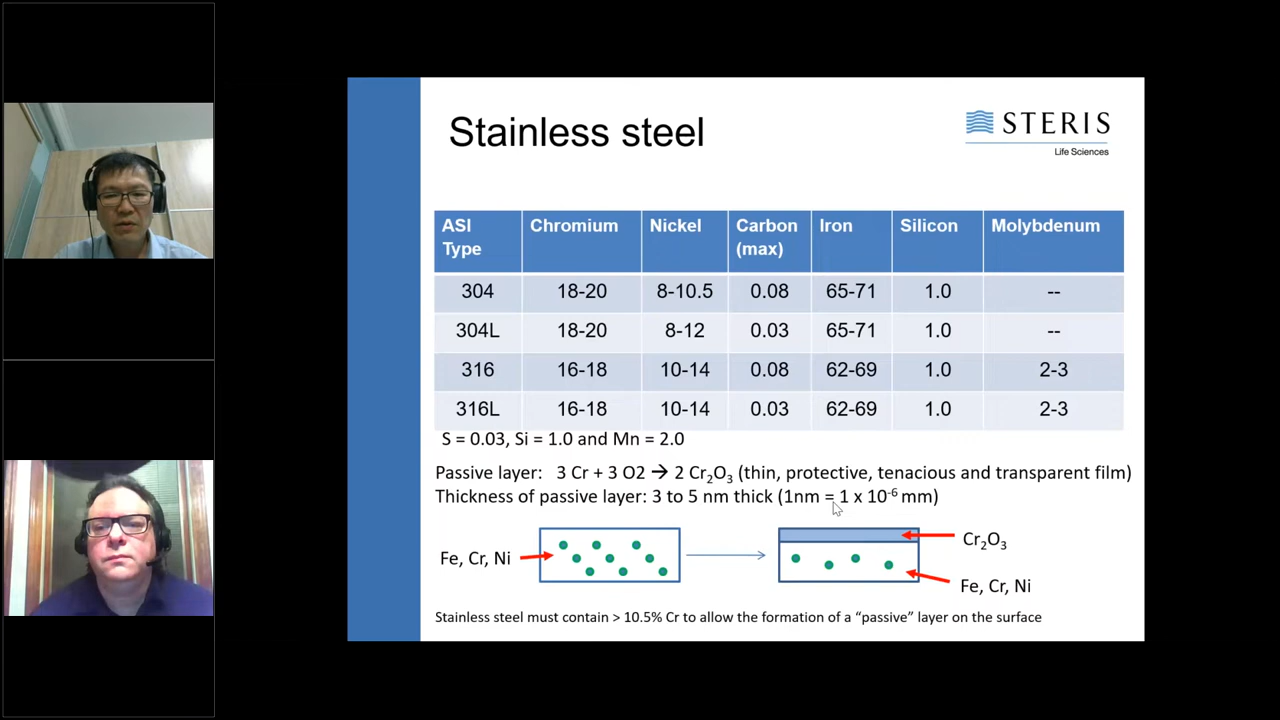 Stainless steel
STERIS
Life Sciences
ASI Type Chromium Nickel Carbon (max) Iron Silicon Molybdenum
304 18-20 8-10.5 0.08 65-71 1.0 --
304L 18-20 8-12 0.03 65-71 1.0 --
316 16-18 10-14 0.08 62-69 1.0 2-3
316L 16-18 10-14 0.03 62-69 1.0 2-3
S = 0.03, Si = 1.0 and Mn = 2.0
Passive layer: 3 Cr + 3 O2 → 2 Cr₂O₃ (thin, protective, tenacious and transparent film)
Thickness of passive layer: 3 to 5 nm thick (1nm = 1 x 10⁻⁶ mm)
Fe, Cr, Ni
Cr₂O₃
Fe, Cr, Ni
Stainless steel must contain > 10.5% Cr to allow the formation of a “passive” layer on the surface